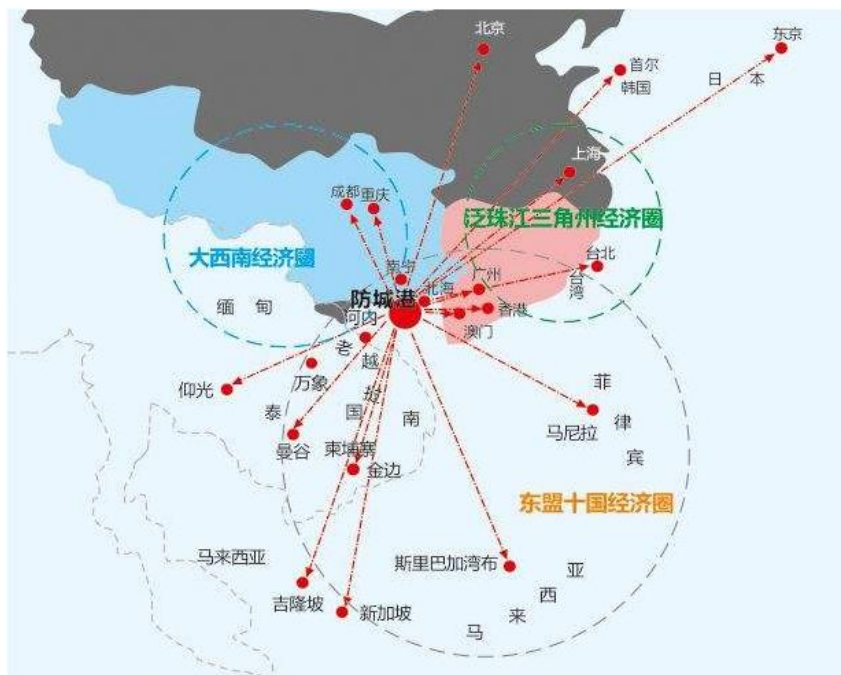 北京
东京
首尔
韩国
日 本
上海
成都
重庆
泛珠江三角州经济圈
大西南经济圈
南宁
广州
台北
台湾
北海
防城港
缅 甸
河内
香港
澳门
老
越
挝
万象
仰光
泰
国
南
菲
律
宾
马尼拉
曼谷
柬埔寨
金边
东盟十国经济圈
马来西亚
斯里巴加湾布
吉隆坡
新加坡
马
来
西
亚